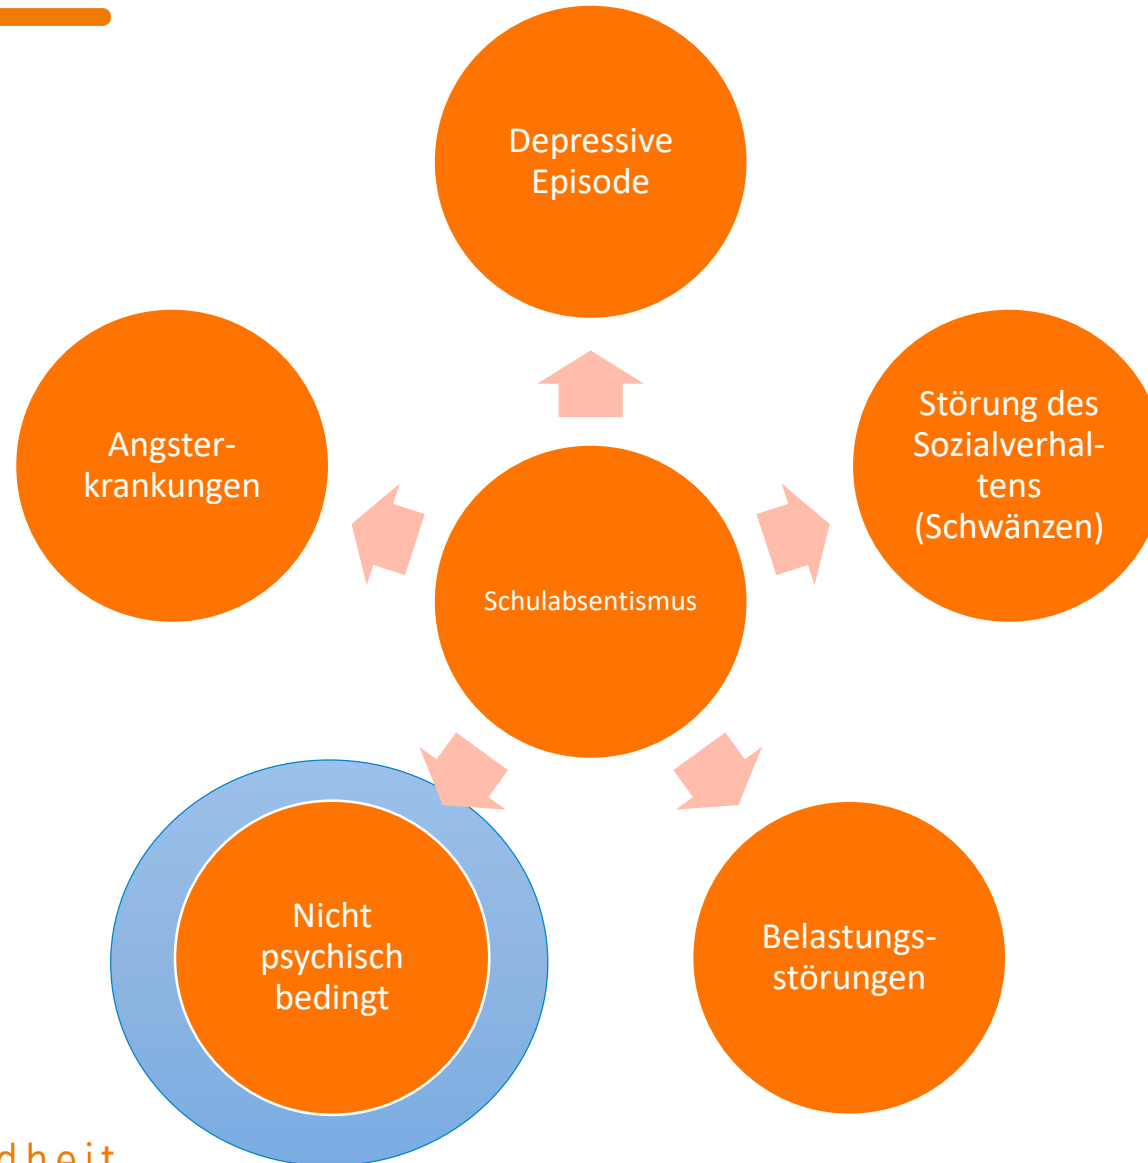 Depressive
Episode
Angster-
krankungen
Störung des
Sozialverhal-
tens
(Schwänzen)
Schulabsentismus
Nicht
psychisch
bedingt
Belastungs-
störungen
dheit